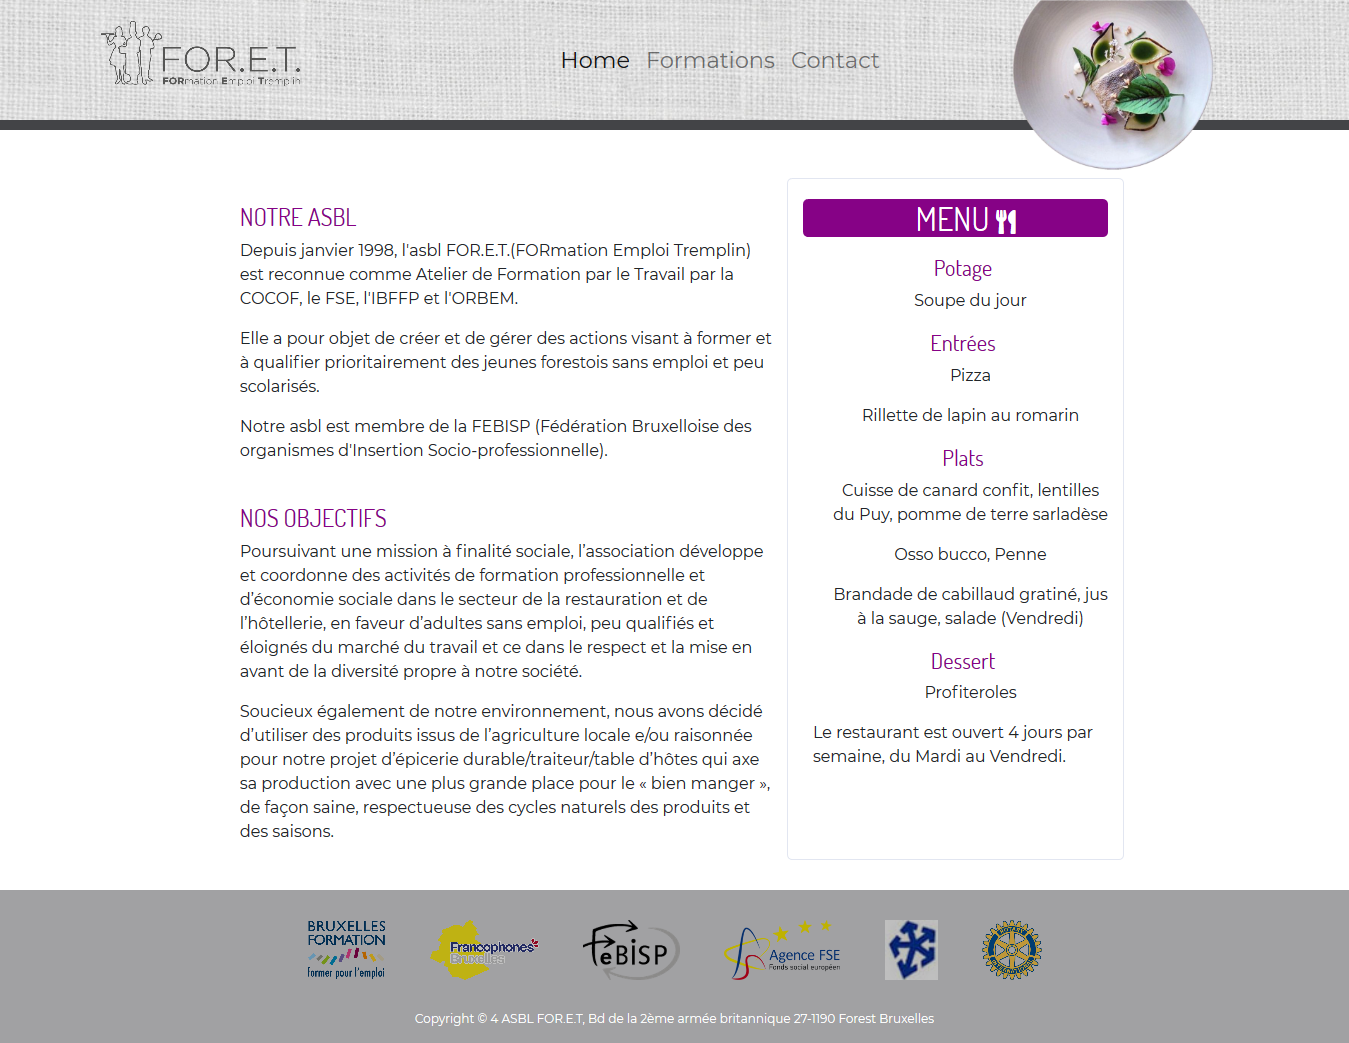 FOR.E.T.
FORmation Emploi Tremplin
Home Formations Contact
NOTRE ASBL
Depuis janvier 1998, l'asbl FOR.E.T.(FORmation Emploi Tremplin)
est reconnue comme Atelier de Formation par le Travail par la
COCOF, le FSE, l'IBFFP et l'ORBEM.
Elle a pour objet de créer et de gérer des actions visant à former et
à qualifier prioritairement des jeunes forestois sans emploi et peu
scolarisés.
Notre asbl est membre de la FEBISP (Fédération Bruxelloise des
organismes d'Insertion Socio-professionnelle).
NOS OBJECTIFS
Poursuivant une mission à finalité sociale, l’association développe
et coordonne des activités de formation professionnelle et
d’économie sociale dans le secteur de la restauration et de
l’hôtellerie, en faveur d’adultes sans emploi, peu qualifiés et
éloignés du marché du travail et ce dans le respect et la mise en
avant de la diversité propre à notre société.
Soucieux également de notre environnement, nous avons décidé
d’utiliser des produits issus de l’agriculture locale e/ou raisonnée
pour notre projet d’épicerie durable/traiteur/table d’hôtes qui axe
sa production avec une plus grande place pour le « bien manger »,
de façon saine, respectueuse des cycles naturels des produits et
des saisons.
MENU
Potage
Soupe du jour
Entrées
Pizza
Rillette de lapin au romarin
Plats
Cuisse de canard confit, lentilles
du Puy, pomme de terre sarladèse
Osso bucco, Penne
Brandade de cabillaud gratiné, jus
à la sauge, salade (Vendredi)
Dessert
Profiteroles
Le restaurant est ouvert 4 jours par
semaine, du Mardi au Vendredi.
BRUXELLES
FORMATION
former pour l'emploi
Francophones
Bruxelles
FeBISP
Agence FSE
Fonds social européen
ROTARY
INTERNATIONAL
Copyright © 4 ASBL FOR.E.T, Bd de la 2ème armée britannique 27-1190 Forest Bruxelles